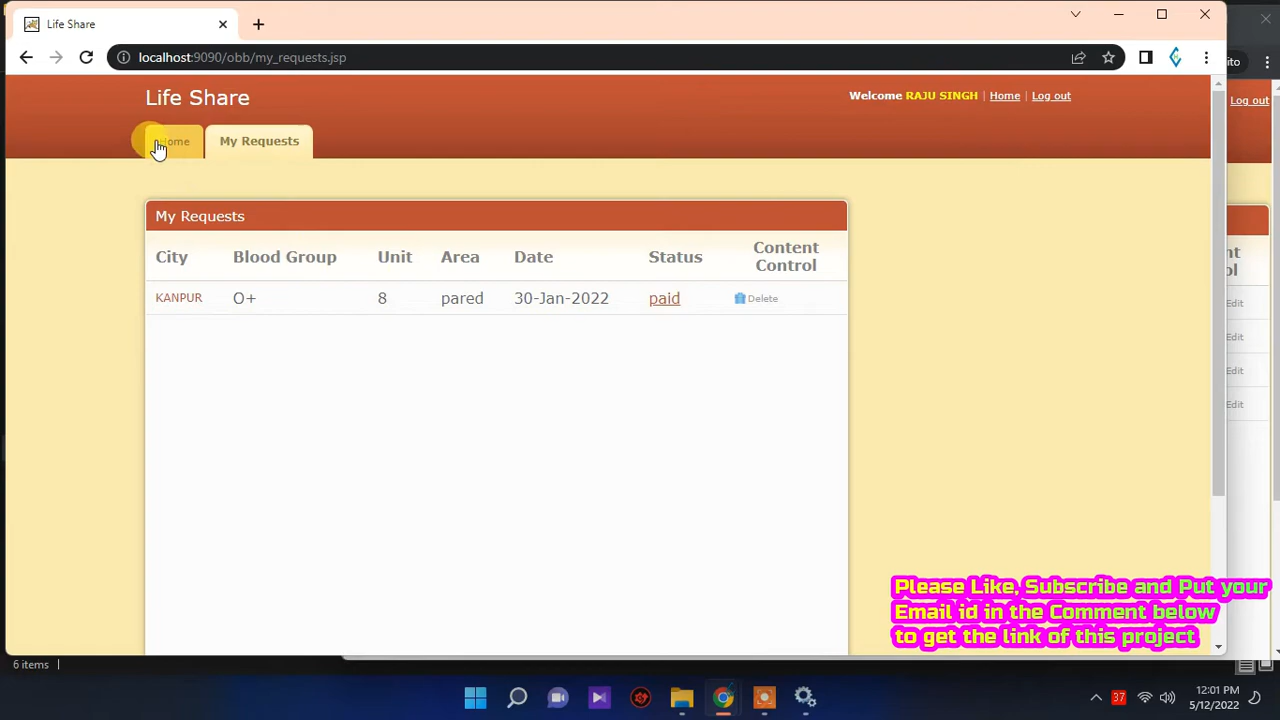 Life Share
localhost:9090/obb/my_requests.jsp
ito
Life Share
Welcome RAJU SINGH | Home | Log out
Log out
My Requests
My Requests
City Blood Group Unit Area Date Status Content Control
KANPUR O+ 8 pared 30-Jan-2022 paid Delete
Edit
Edit
Edit
Edit
Please Like, Subscribe and Put your
Email id in the Comment below
to get the link of this project
6 items
37
12:01 PM
5/12/2022